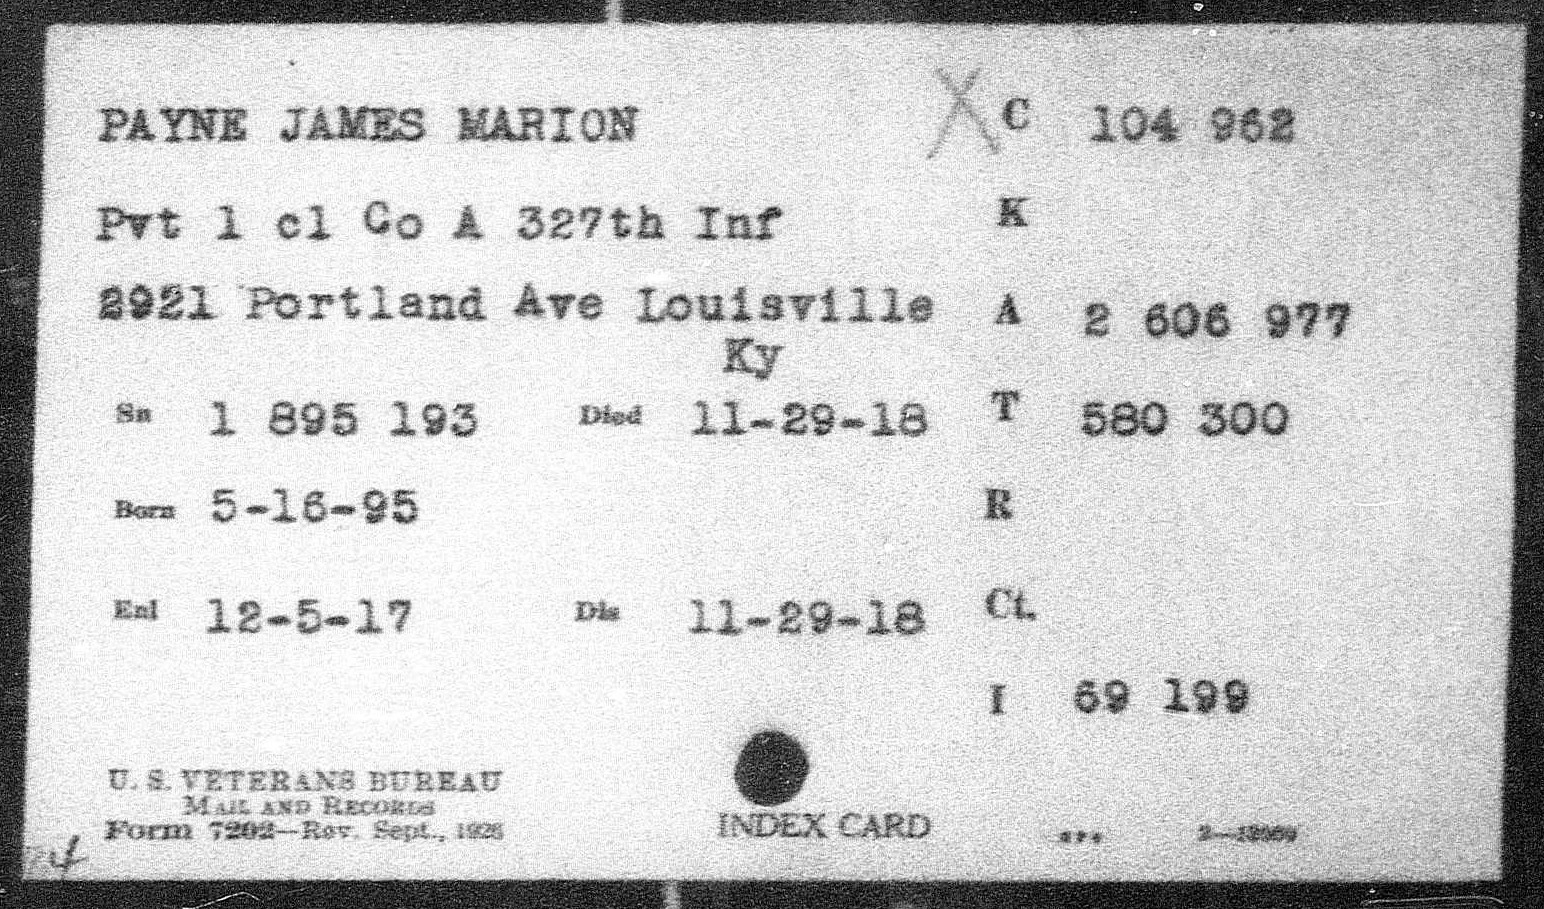 PAYNE JAMES MARION X C 104 962
Pvt 1 cl Co A 327th Inf K
2921 Portland Ave Louisville A 2 606 977
Ky
Sn 1 895 193 Died 11-29-18 T 580 300
Born 5-16-95 R
Enl 12-5-17 Dis 11-29-18 Ct.
I 69 199
U. S. VETERANS BUREAU
MAIL AND RECORDS
Form 7202—Rev. Sept., 1926
INDEX CARD